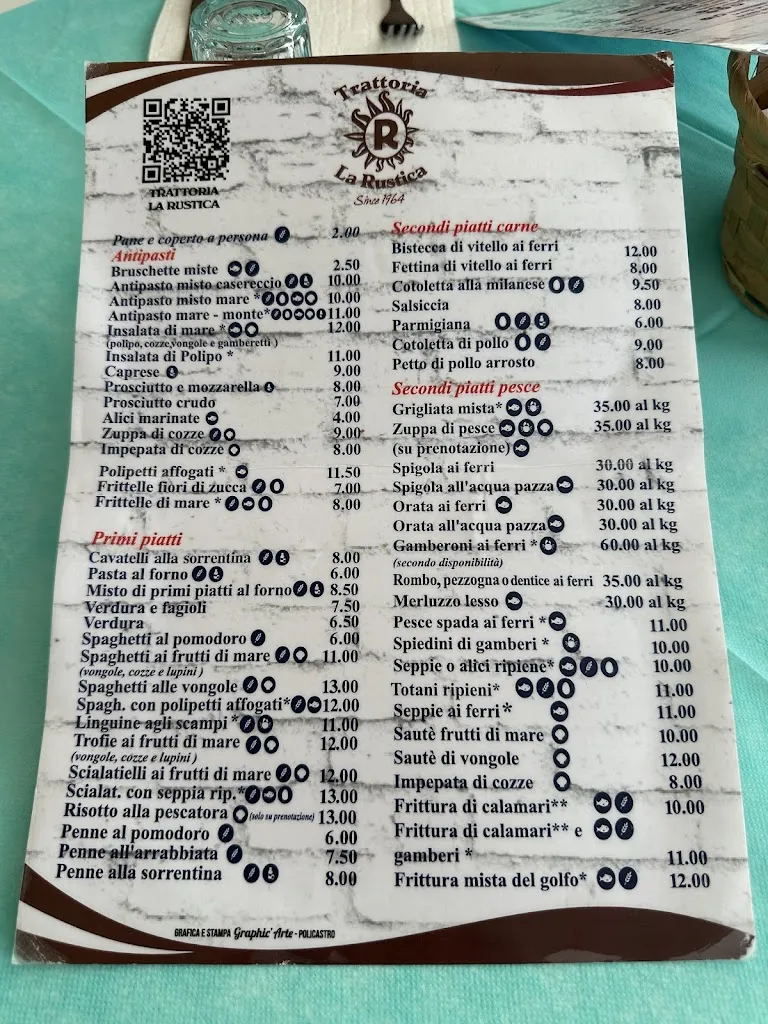 Trattoria
R
La Rustica
Since 1964
TRATTORIA
LA RUSTICA
Pane e coperto a persona 2.00
Antipasti
Bruschette miste 2.50
Antipasto misto casereccio 10.00
Antipasto misto mare * 10.00
Antipasto mare - monte* 11.00
Insalata di mare * 12.00
(polipo,cozze,vongole e gamberetti )
Insalata di Polipo * 11.00
Caprese 9.00
Prosciutto e mozzarella 8.00
Prosciutto crudo 7.00
Alici marinate 4.00
Zuppa di cozze 9.00
Impepata di cozze 8.00
Polipetti affogati * 11.50
Frittelle fiori di zucca 7.00
Frittelle di mare * 8.00
Primi piatti
Cavatelli alla sorrentina 8.00
Pasta al forno 6.00
Misto di primi piatti al forno 8.50
Verdura e fagioli 7.50
Verdura 6.50
Spaghetti al pomodoro 6.00
Spaghetti ai frutti di mare 11.00
(vongole, cozze e lupini )
Spaghetti alle vongole 13.00
Spagh. con polipetti affogati* 12.00
Linguine agli scampi * 11.00
Trofie ai frutti di mare 12.00
(vongole, cozze e lupini )
Scialatielli ai frutti di mare 12.00
Scialat. con seppia rip.* 13.00
Risotto alla pescatora (solo su prenotazione) 13.00
Penne al pomodoro 6.00
Penne all'arrabbiata 7.50
Penne alla sorrentina 8.00
Secondi piatti carne
Bistecca di vitello ai ferri 12.00
Fettina di vitello ai ferri 8.00
Cotoletta alla milanese 9.50
Salsiccia 8.00
Parmigiana 6.00
Cotoletta di pollo 9.00
Petto di pollo arrosto 8.00
Secondi piatti pesce
Grigliata mista* 35.00 al kg
Zuppa di pesce 35.00 al kg
(su prenotazione)
Spigola ai ferri 30.00 al kg
Spigola all'acqua pazza 30.00 al kg
Orata ai ferri 30.00 al kg
Orata all'acqua pazza 30.00 al kg
Gamberoni ai ferri * 60.00 al kg
(secondo disponibilità)
Rombo, pezzogna o dentice ai ferri 35.00 al kg
Merluzzo lesso 30.00 al kg
Pesce spada ai ferri * 11.00
Spiedini di gamberi * 10.00
Seppie o alici ripiene* 10.00
Totani ripieni* 11.00
Seppie ai ferri* 11.00
Sautè frutti di mare 10.00
Sautè di vongole 12.00
Impepata di cozze 8.00
Frittura di calamari** 10.00
Frittura di calamari** e
gamberi * 11.00
Frittura mista del golfo* 12.00
GRAFICA E STAMPA Graphic' Arte - POLICASTRO